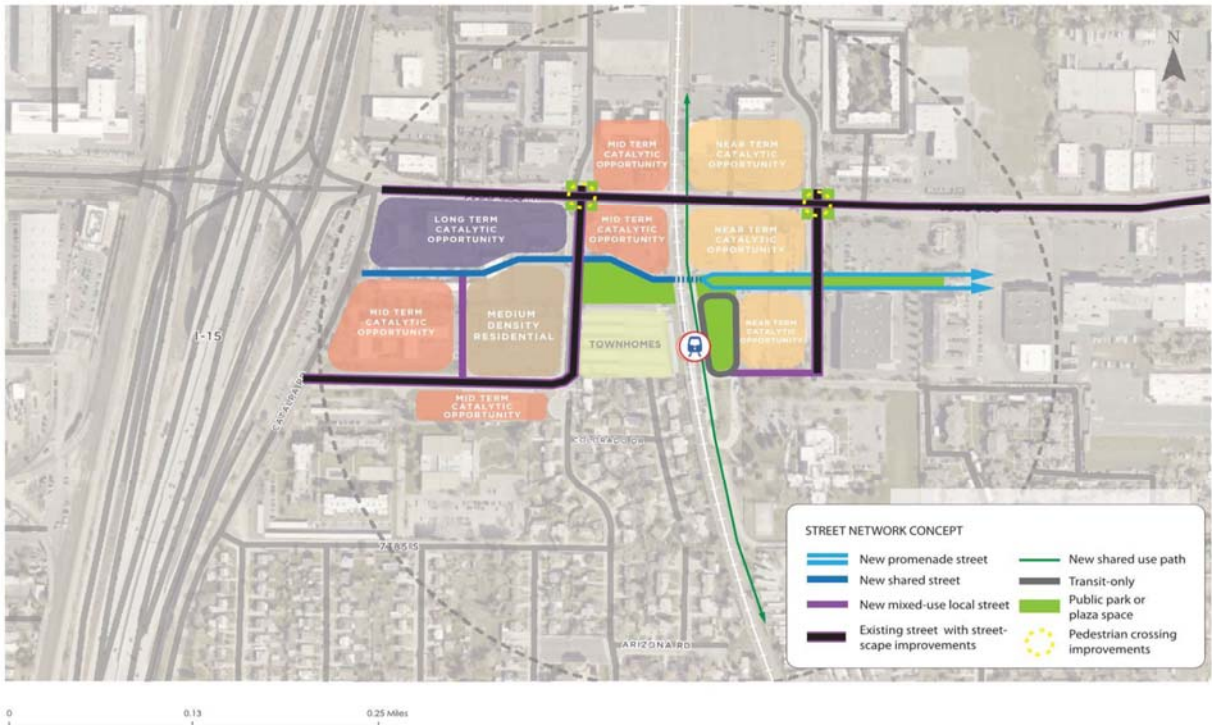 N
MID TERM
CATALYTIC
OPPORTUNITY
NEAR TERM
CATALYTIC
OPPORTUNITY
LONG TERM
CATALYTIC
OPPORTUNITY
MID TERM
CATALYTIC
OPPORTUNITY
NEAR TERM
CATALYTIC
OPPORTUNITY
MID TERM
CATALYTIC
OPPORTUNITY
MEDIUM
DENSITY
RESIDENTIAL
NEAR TERM
CATALYTIC
OPPORTUNITY
I-15
TOWNHOMES
CATALPA RD
MID TERM
CATALYTIC
OPPORTUNITY
COLORADO DR
ARIZONA RD
STREET NETWORK CONCEPT
New promenade street
New shared street
New mixed-use local street
Existing street with street-
scape improvements
New shared use path
Transit-only
Public park or
plaza space
Pedestrian crossing
improvements
0
0.13
0.25 Miles